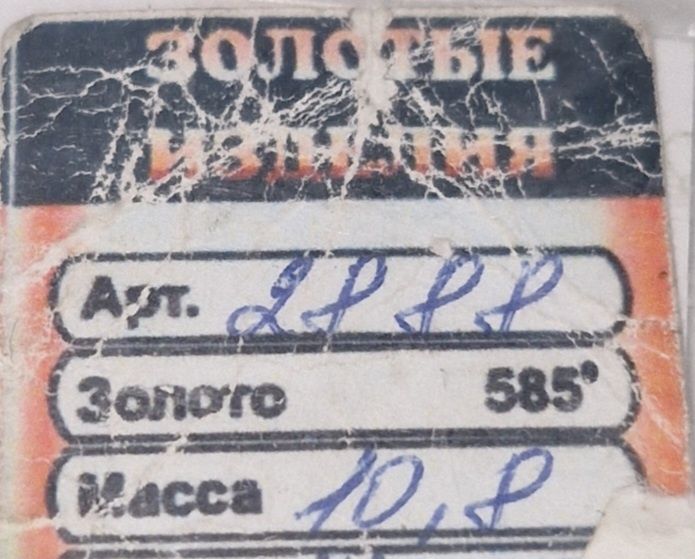 ЗОЛОТЫЕ
ИЗДЕЛИЯ
Арт. 2888
Золото 585°
Масса 10,8